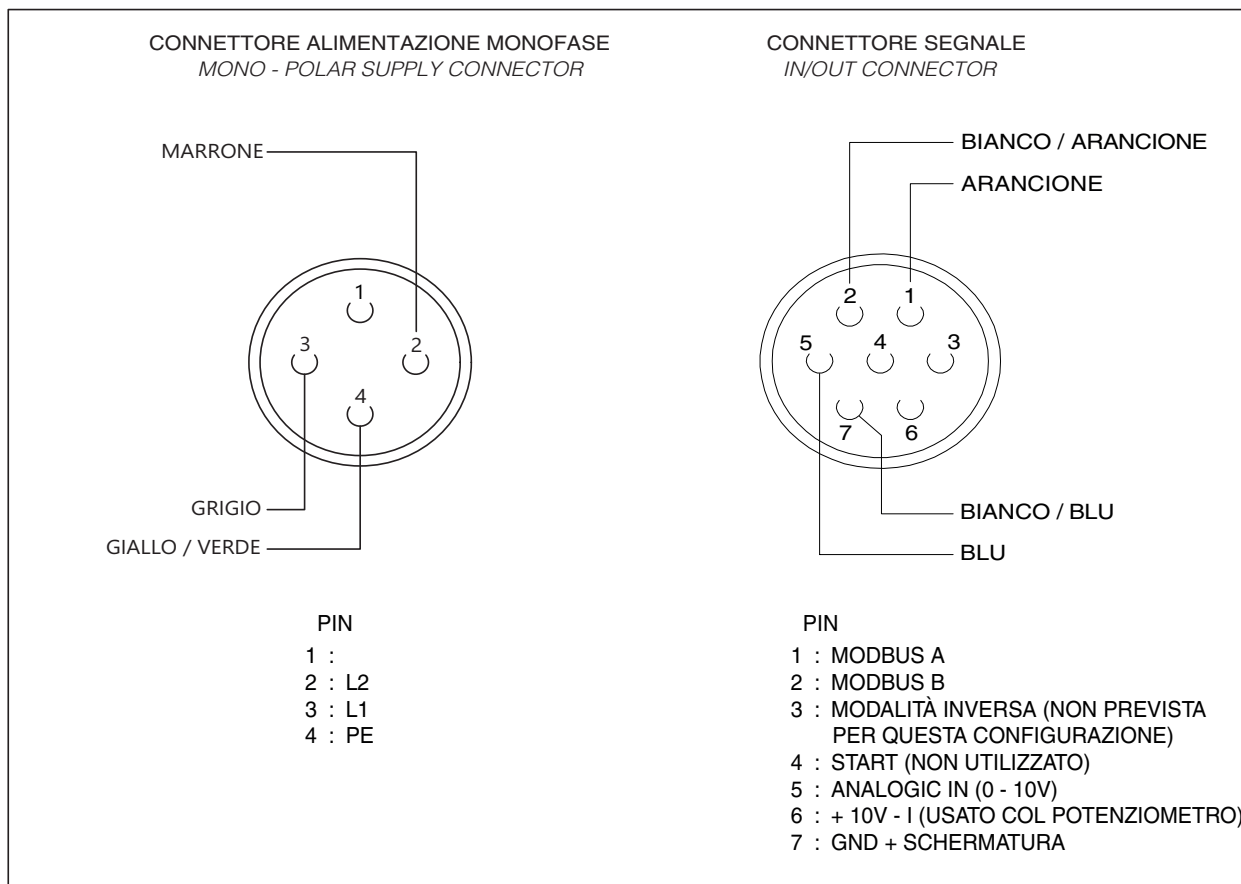 CONNETTORE ALIMENTAZIONE MONOFASE
MONO - POLAR SUPPLY CONNECTOR
MARRONE
1
3
2
4
GRIGIO
GIALLO / VERDE
PIN
1 :
2 : L2
3 : L1
4 : PE
CONNETTORE SEGNALE
IN/OUT CONNECTOR
BIANCO / ARANCIONE
ARANCIONE
2
1
5
4
3
7
6
BIANCO / BLU
BLU
PIN
1 : MODBUS A
2 : MODBUS B
3 : MODALITÀ INVERSA (NON PREVISTA
PER QUESTA CONFIGURAZIONE)
4 : START (NON UTILIZZATO)
5 : ANALOGIC IN (0 - 10V)
6 : + 10V - I (USATO COL POTENZIOMETRO)
7 : GND + SCHERMATURA